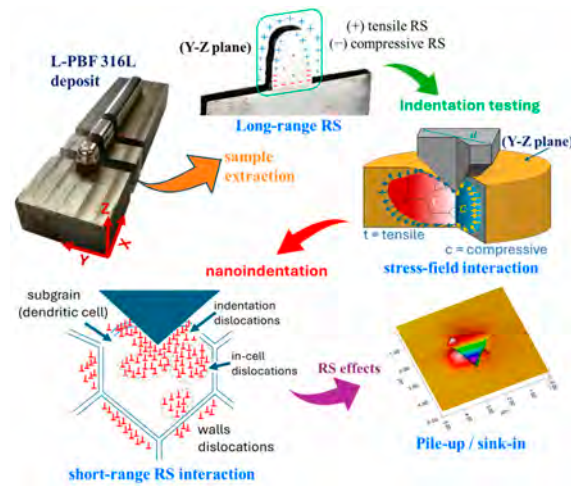 L-PBF 316L
deposit
(Y-Z plane)
(+) tensile RS
(−) compressive RS
Long-range RS
Indentation testing
sample
extraction
Z
Y
X
d
(Y-Z plane)
t = tensile
c = compressive
stress-field interaction
nanoindentation
subgrain
(dendritic cell)
indentation
dislocations
in-cell
dislocations
walls
dislocations
short-range RS interaction
RS effects
Pile-up / sink-in